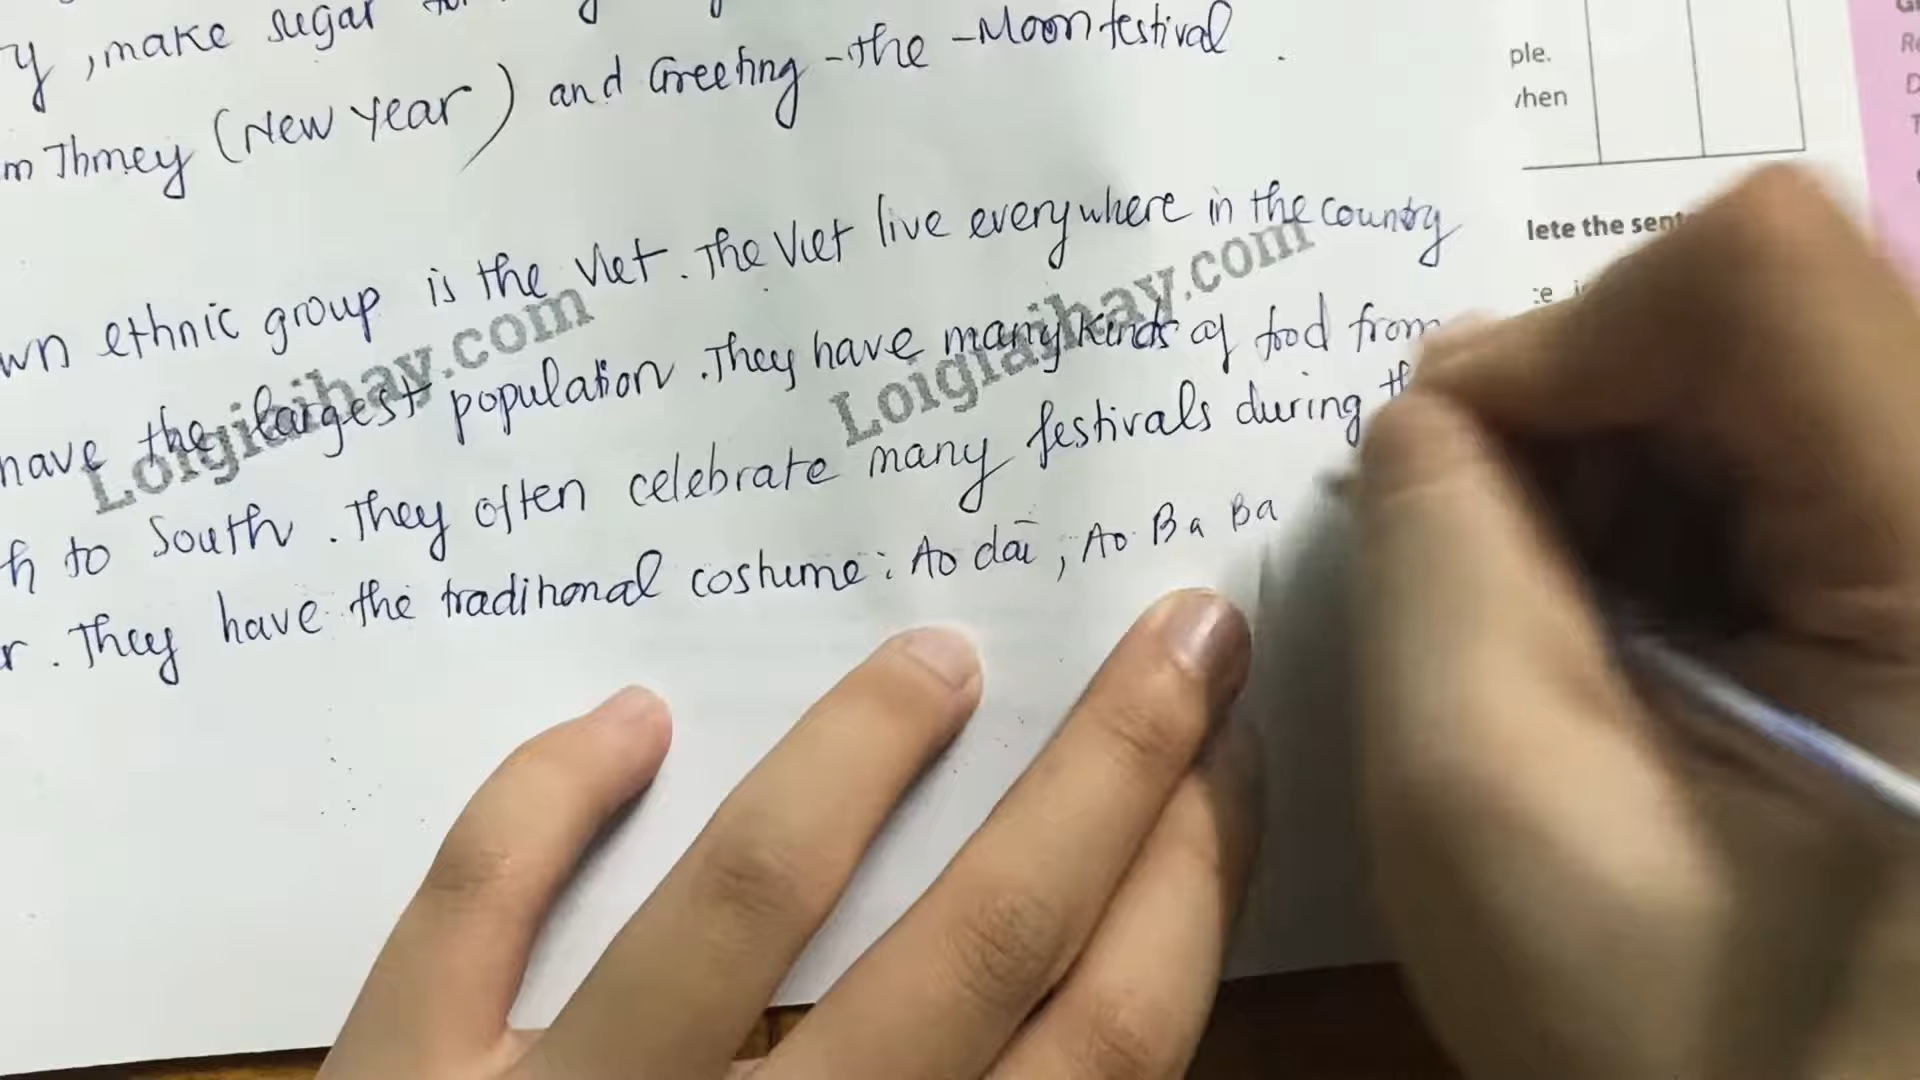 y, make sugar
m Thmey (New Year) and Greeting-the-Moon festival.
wn ethnic group is the Viet. The Viet live everywhere in the country
have the largest population. They have many kinds of food from
h to South. They often celebrate many festivals during th
r. They have the traditional costume: Ao dai, Ao Ba Ba
Loigiaihay.com
Loigiaihay.com
ple.
hen
lete the sent